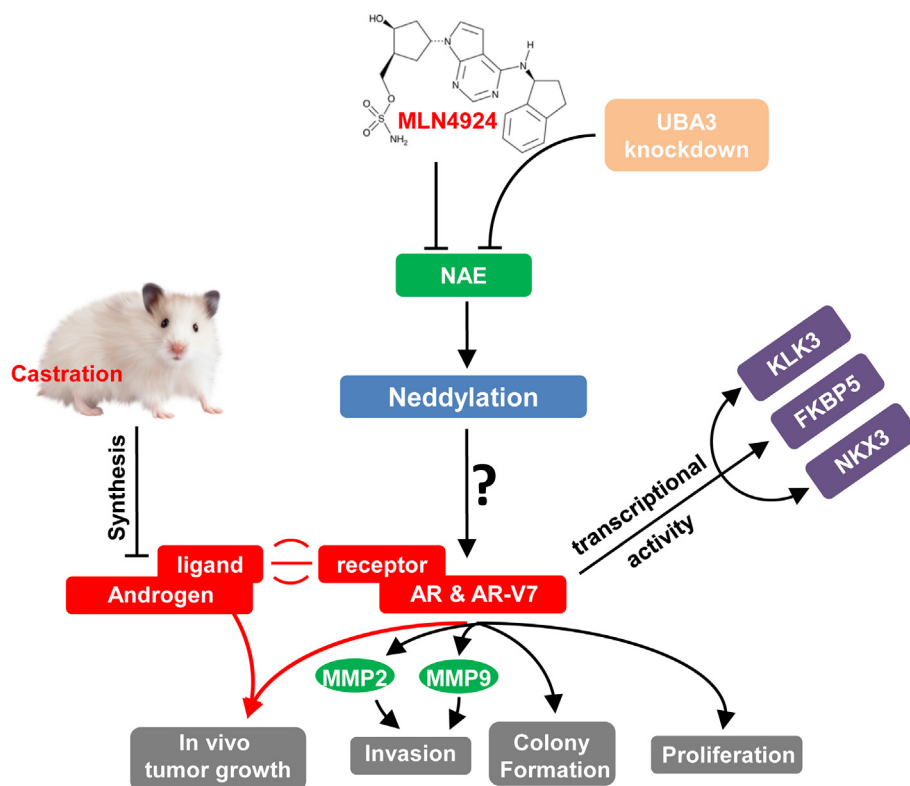 HO
N
N
H
N
N
O
O
S
O
NH₂
MLN4924
UBA3
knockdown
NAE
Castration
Neddylation
KLK3
FKBP5
NKX3
Synthesis
?
transcriptional
activity
ligand
receptor
Androgen
AR & AR-V7
MMP2
MMP9
In vivo
tumor growth
Invasion
Colony
Formation
Proliferation